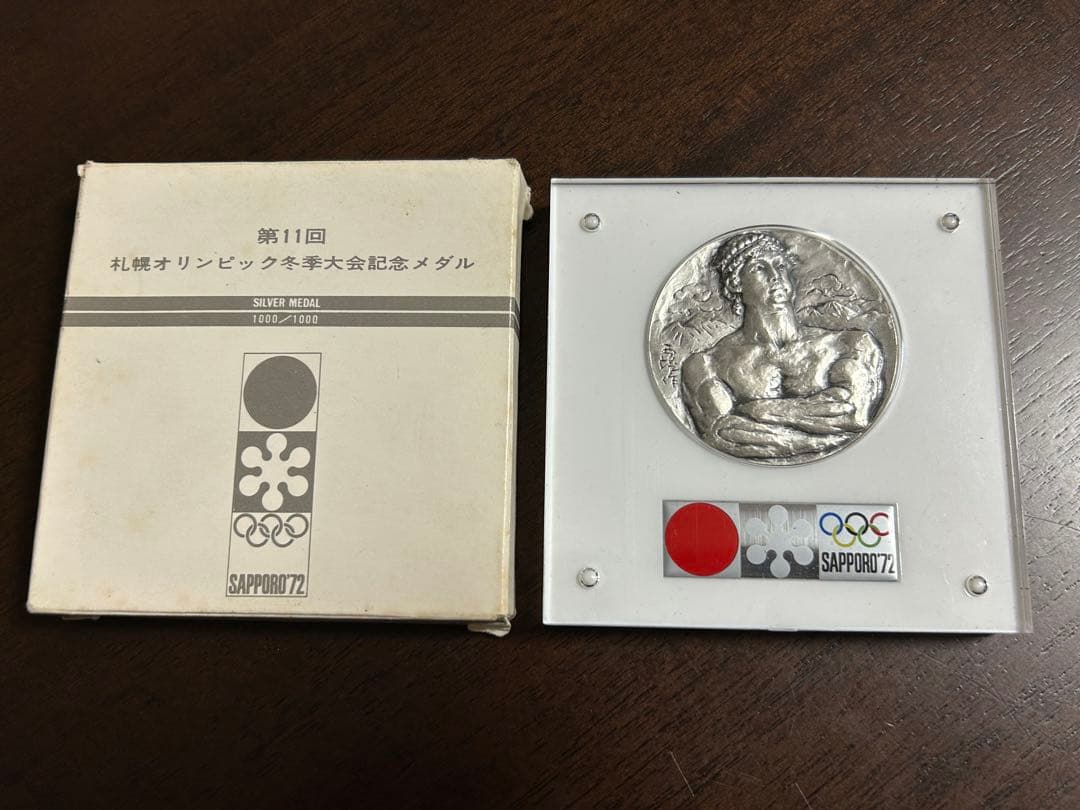 第11回
札幌オリンピック冬季大会記念メダル
SILVER MEDAL
1000/1000
SAPPORO'72
SAPPORO'72